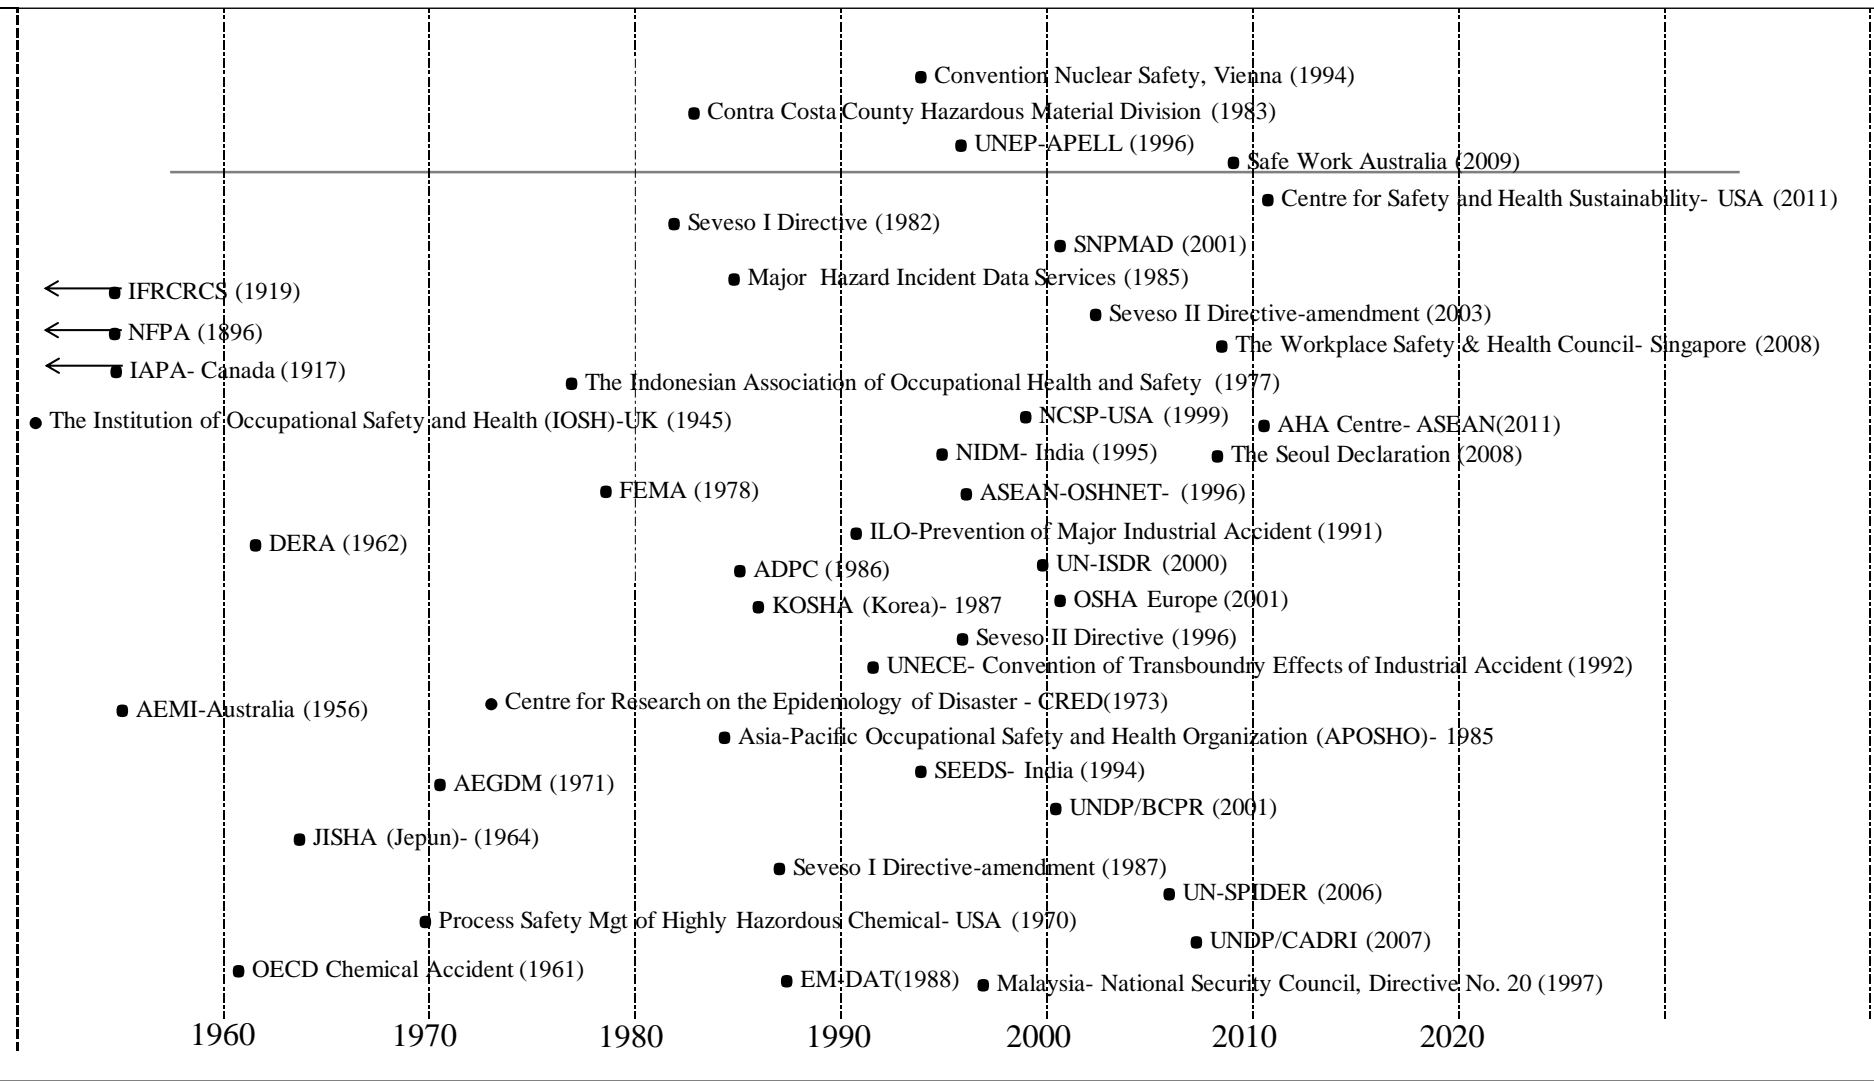 Convention Nuclear Safety, Vienna (1994)
Contra Costa County Hazardous Material Division (1983)
UNEP-APELL (1996)
Safe Work Australia (2009)
Centre for Safety and Health Sustainability- USA (2011)
Seveso I Directive (1982)
SNPMAD (2001)
Major Hazard Incident Data Services (1985)
IFRCRCS (1919)
Seveso II Directive-amendment (2003)
NFPA (1896)
The Workplace Safety & Health Council- Singapore (2008)
IAPA- Canada (1917)
The Indonesian Association of Occupational Health and Safety (1977)
NCSP-USA (1999)
The Institution of Occupational Safety and Health (IOSH)-UK (1945)
AHA Centre- ASEAN(2011)
NIDM- India (1995)
The Seoul Declaration (2008)
FEMA (1978)
ASEAN-OSHNET- (1996)
ILO-Prevention of Major Industrial Accident (1991)
DERA (1962)
UN-ISDR (2000)
ADPC (1986)
OSHA Europe (2001)
KOSHA (Korea)- 1987
Seveso II Directive (1996)
UNECE- Convention of Transboundry Effects of Industrial Accident (1992)
Centre for Research on the Epidemology of Disaster - CRED(1973)
AEMI-Australia (1956)
Asia-Pacific Occupational Safety and Health Organization (APOSHO)- 1985
SEEDS- India (1994)
AEGDM (1971)
UNDP/BCPR (2001)
JISHA (Jepun)- (1964)
Seveso I Directive-amendment (1987)
UN-SPIDER (2006)
Process Safety Mgt of Highly Hazordous Chemical- USA (1970)
UNDP/CADRI (2007)
OECD Chemical Accident (1961)
EM-DAT(1988)
Malaysia- National Security Council, Directive No. 20 (1997)
1960 1970 1980 1990 2000 2010 2020